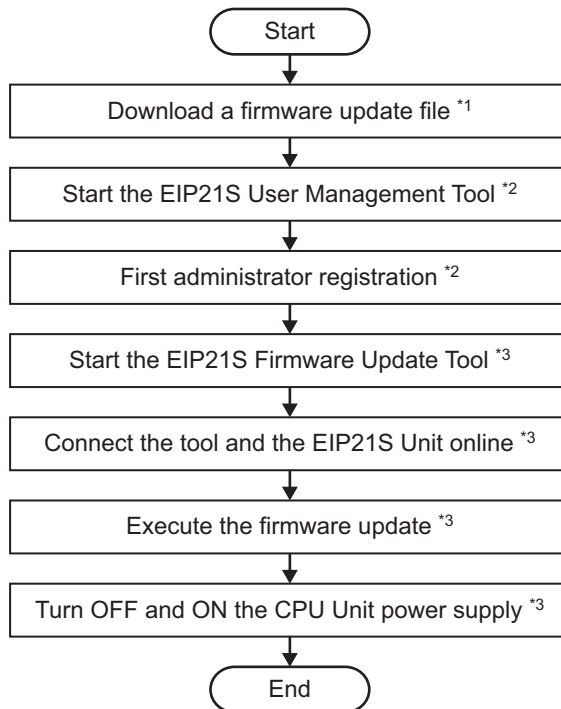 Start
Download a firmware update file *1
Start the EIP21S User Management Tool *2
First administrator registration *2
Start the EIP21S Firmware Update Tool *3
Connect the tool and the EIP21S Unit online *3
Execute the firmware update *3
Turn OFF and ON the CPU Unit power supply *3
End